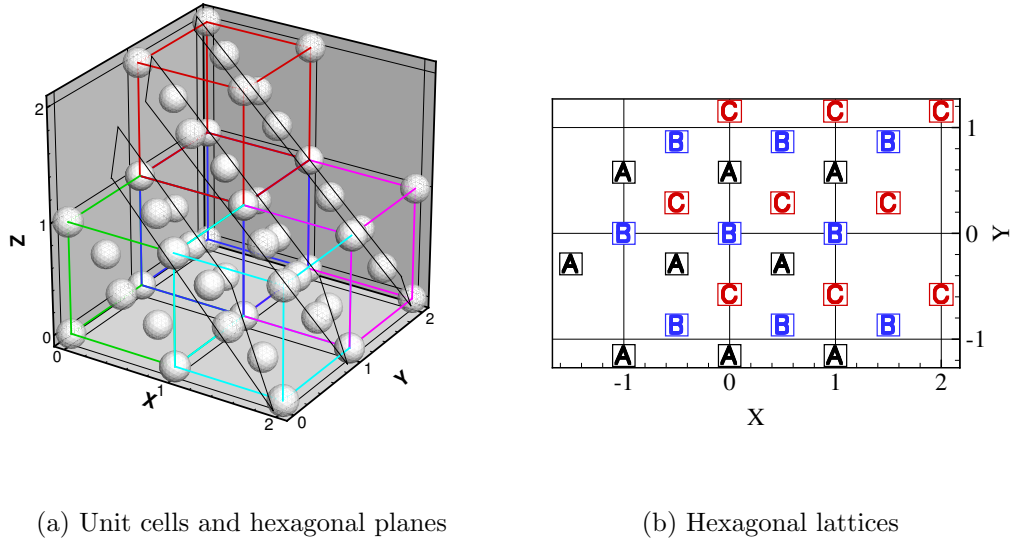 2
1
Z
0
0
X
1
2
0
1
Y
2
C C C
1
B B B
A A A
C C C
B B B
0
Y
A A A
C C C
B B B
-1
A A A
-1 0 1 2
X
(a) Unit cells and hexagonal planes
(b) Hexagonal lattices